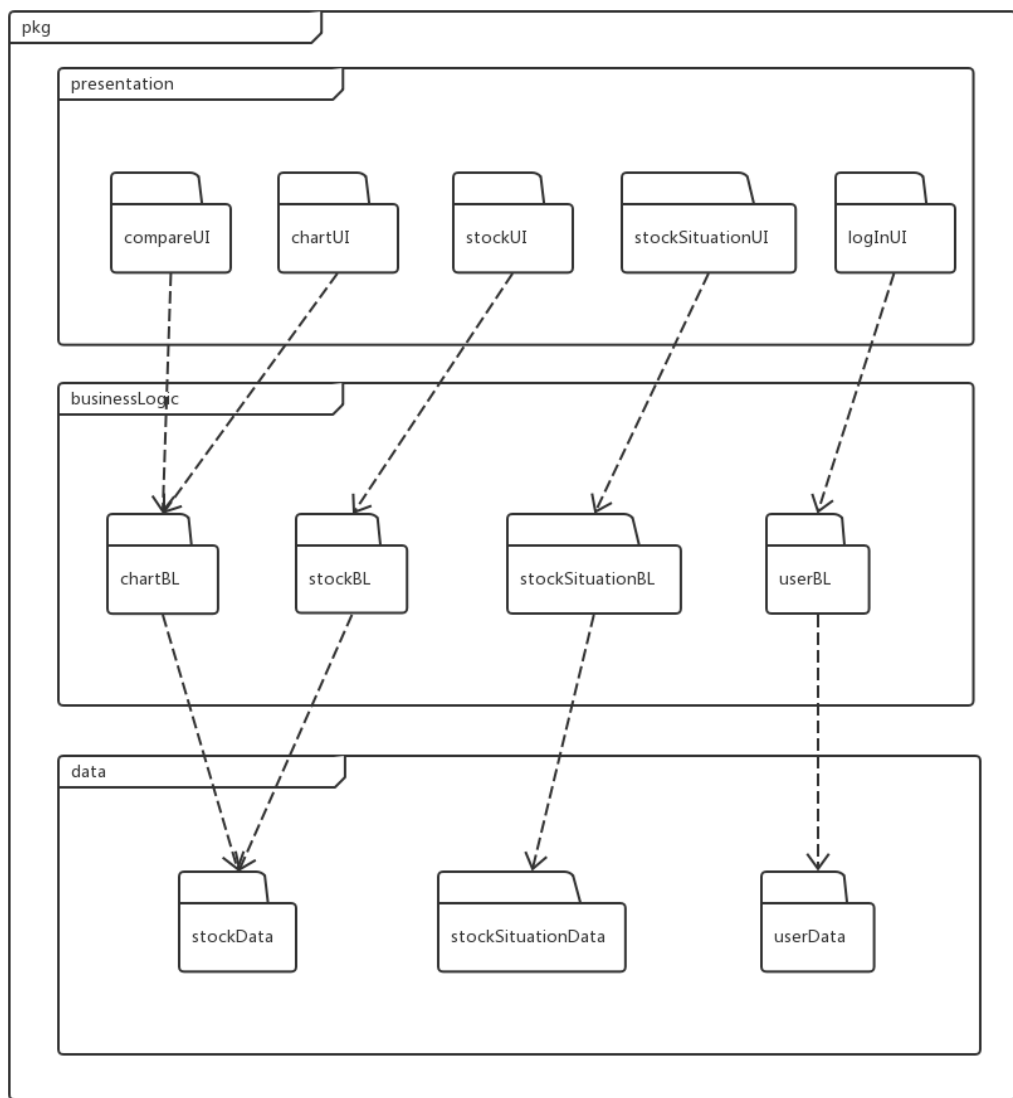 pkg
presentation
compareUI
chartUI
stockUI
stockSituationUI
logInUI
businessLogic
chartBL
stockBL
stockSituationBL
userBL
data
stockData
stockSituationData
userData